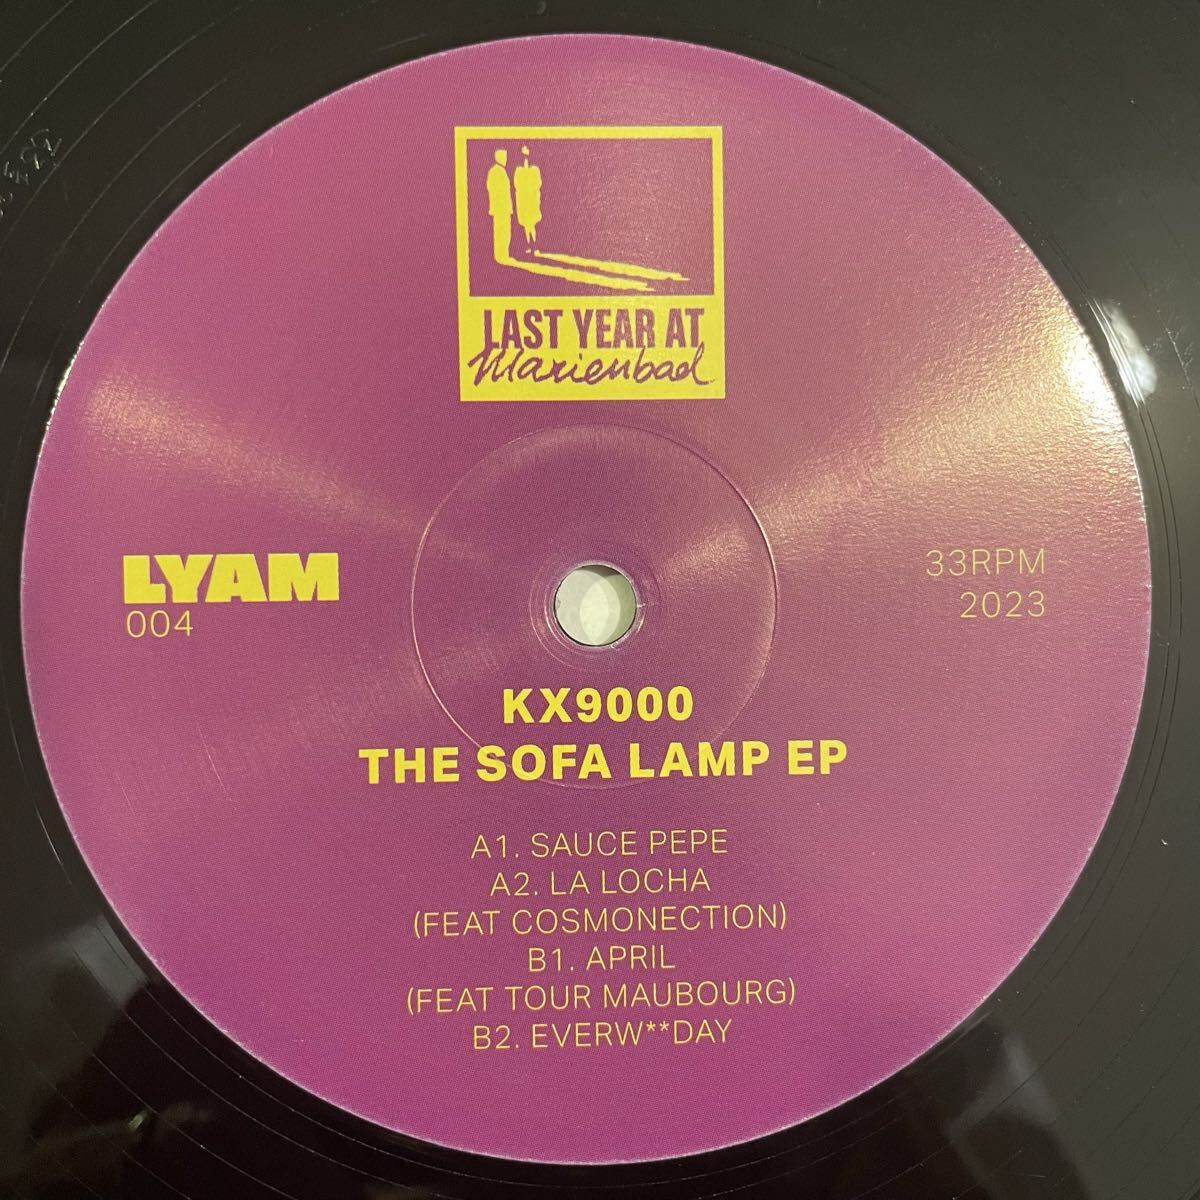 LAST YEAR AT
Marienbad
LYAM
004
33RPM
2023
KX9000
THE SOFA LAMP EP
A1. SAUCE PEPE
A2. LA LOCHA
(FEAT COSMONECTION)
B1. APRIL
(FEAT TOUR MAUBOURG)
B2. EVERW**DAY